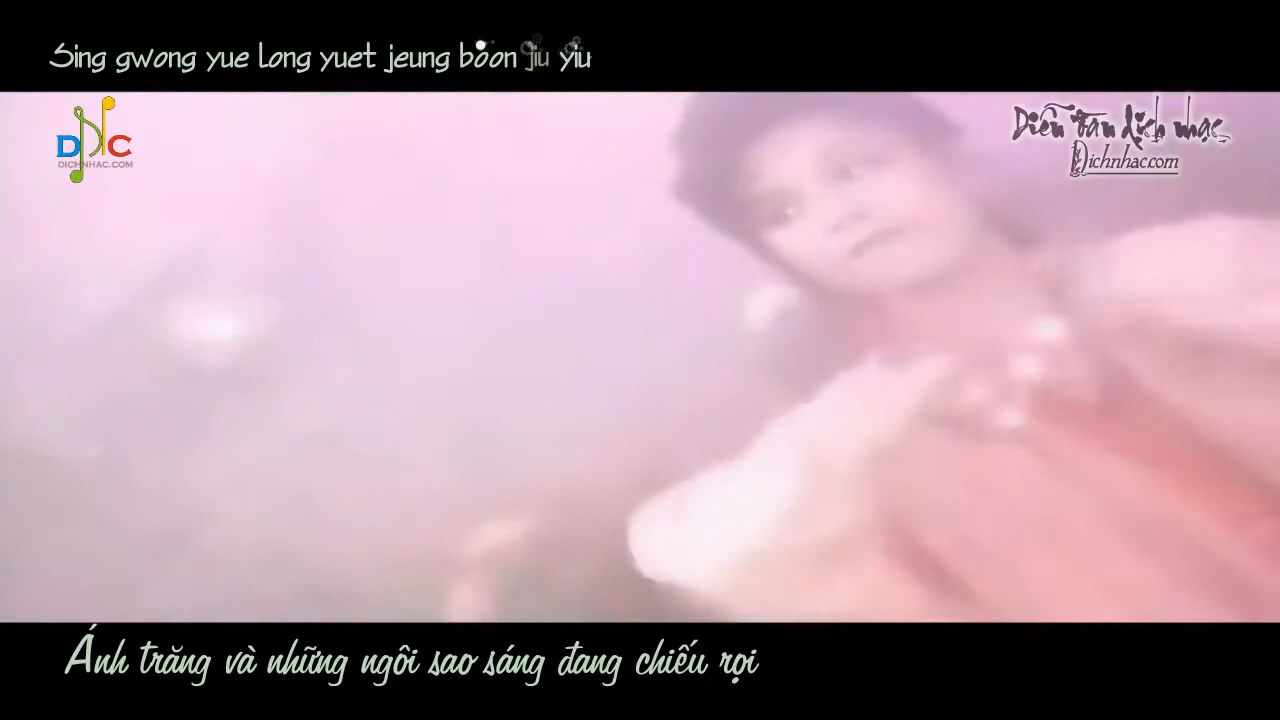 Sing gwong yue long yuet jeung boon jiu yiu
DNC
DICHNHAC.COM
Diễn đàn dịch nhạc
Dichnhac.com
Ánh trăng và những ngôi sao sáng đang chiếu rọi